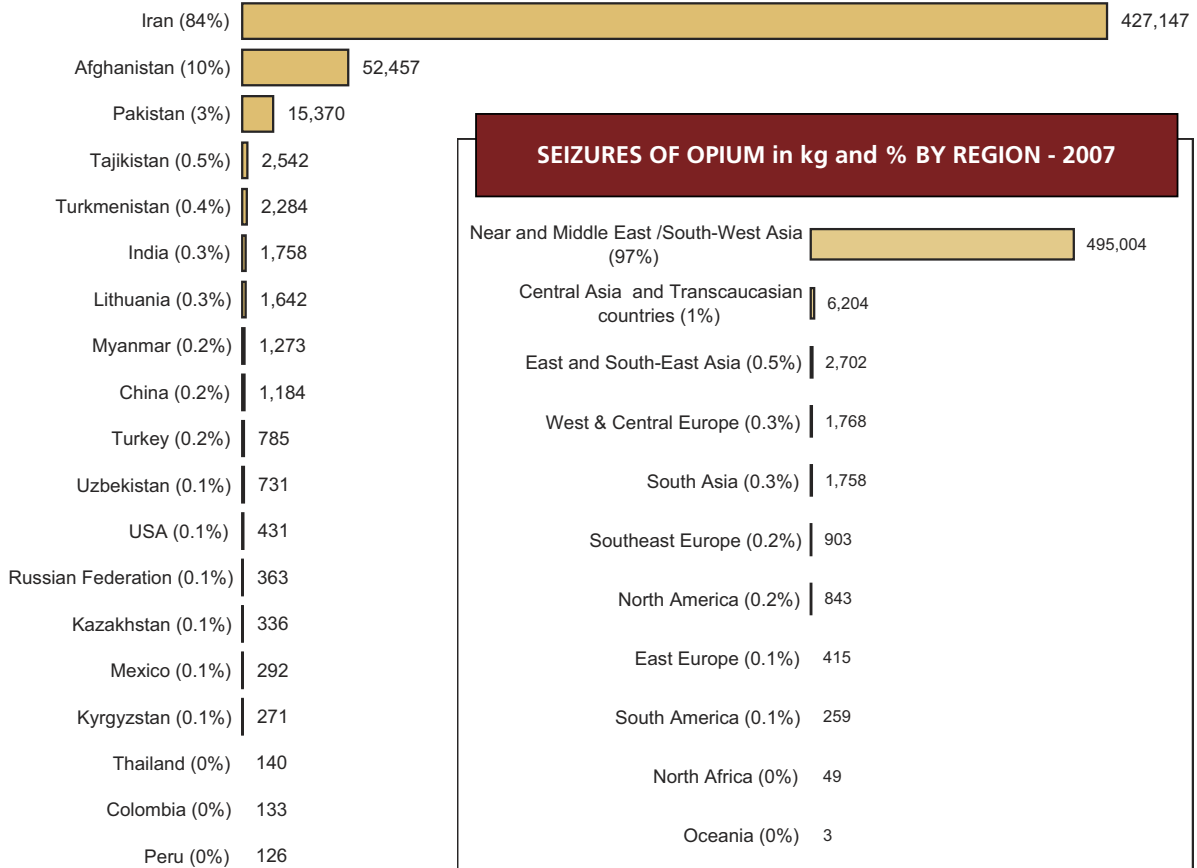 Iran (84%) 427,147
Afghanistan (10%) 52,457
Pakistan (3%) 15,370
Tajikistan (0.5%) 2,542
Turkmenistan (0.4%) 2,284
India (0.3%) 1,758
Lithuania (0.3%) 1,642
Myanmar (0.2%) 1,273
China (0.2%) 1,184
Turkey (0.2%) 785
Uzbekistan (0.1%) 731
USA (0.1%) 431
Russian Federation (0.1%) 363
Kazakhstan (0.1%) 336
Mexico (0.1%) 292
Kyrgyzstan (0.1%) 271
Thailand (0%) 140
Colombia (0%) 133
Peru (0%) 126
SEIZURES OF OPIUM in kg and % BY REGION - 2007
Near and Middle East /South-West Asia
(97%) 495,004
Central Asia and Transcaucasian
countries (1%) 6,204
East and South-East Asia (0.5%) 2,702
West & Central Europe (0.3%) 1,768
South Asia (0.3%) 1,758
Southeast Europe (0.2%) 903
North America (0.2%) 843
East Europe (0.1%) 415
South America (0.1%) 259
North Africa (0%) 49
Oceania (0%) 3